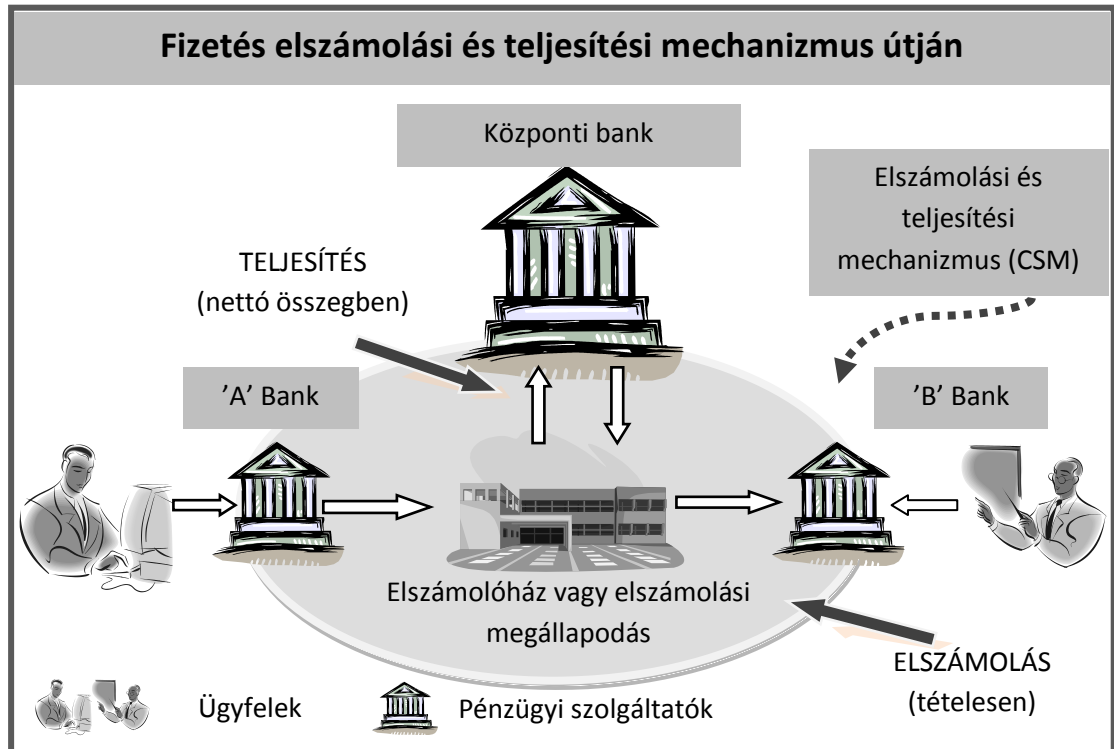 Fizetés elszámolási és teljesítési mechanizmus útján
Központi bank
Elszámolási és
teljesítési
mechanizmus (CSM)
TELJESÍTÉS
(nettó összegben)
’A’ Bank
’B’ Bank
Elszámolóház vagy elszámolási
megállapodás
ELSZÁMOLÁS
(tételesen)
Ügyfelek
Pénzügyi szolgáltatók